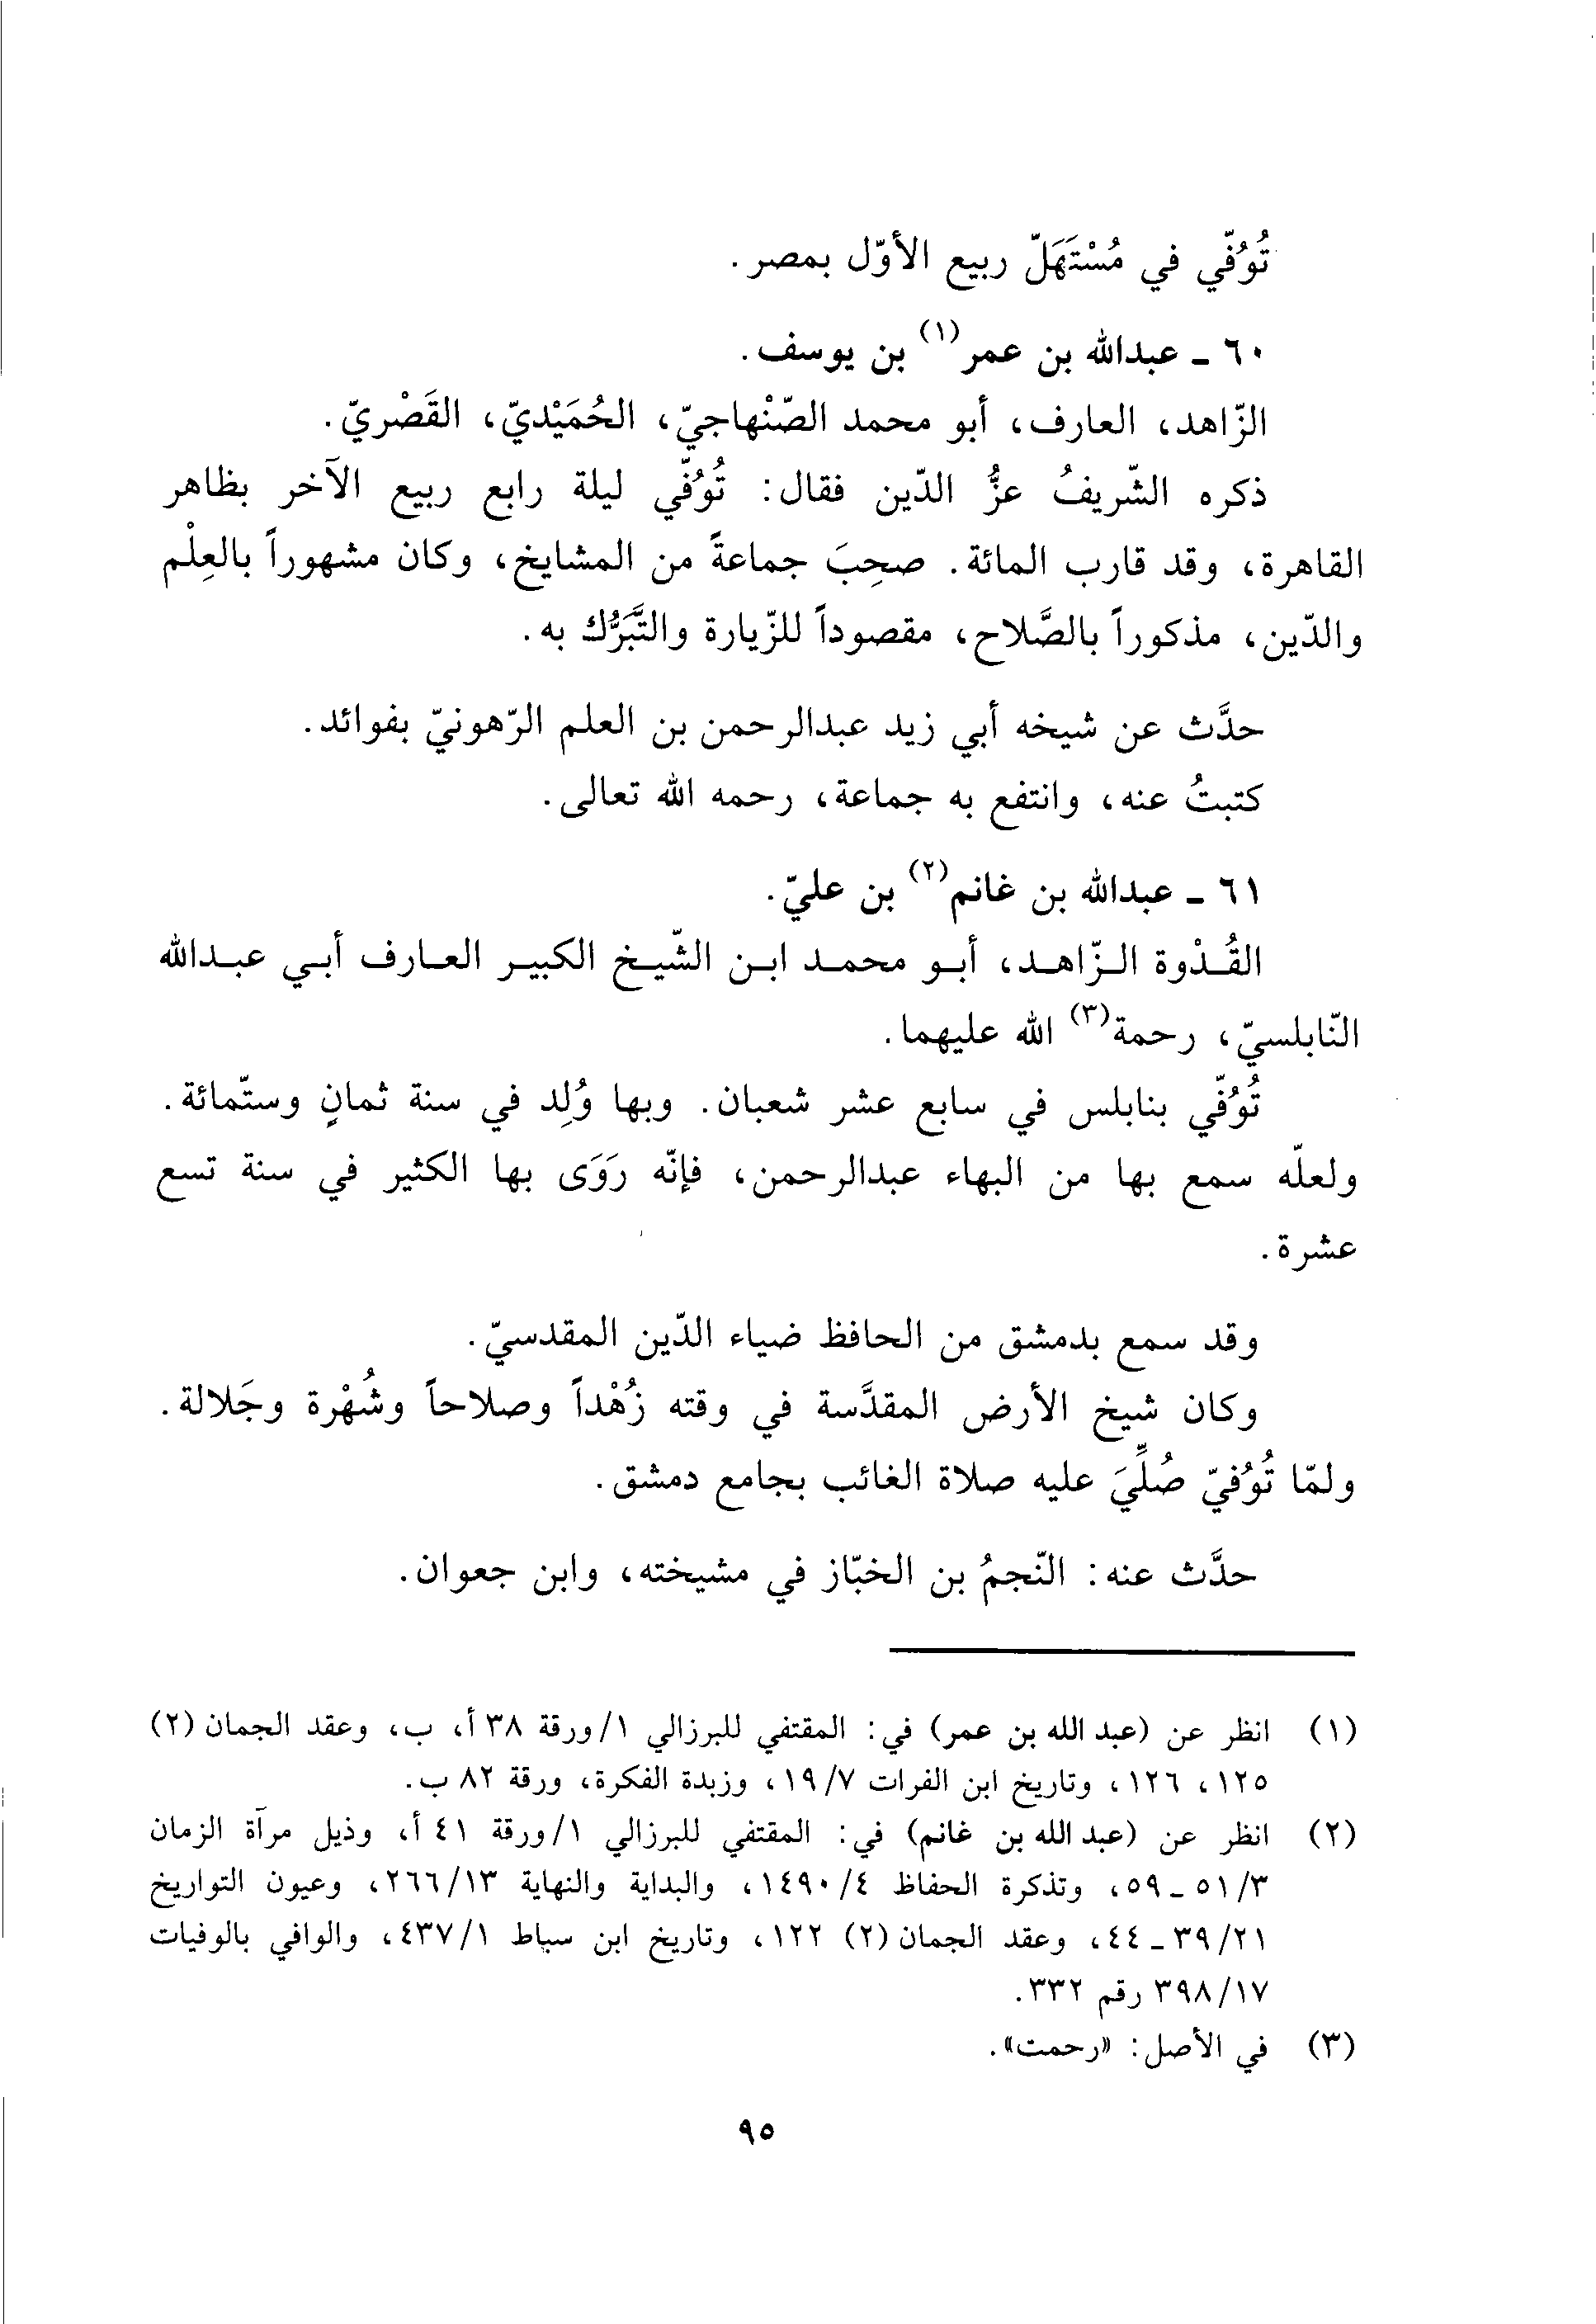 تُوُفّي في مُسْتَهَلّ ربيع الأوّل بمصر.
٦٠ ـ عبدالله بن عمر(١) بن يوسف.
الزّاهد، العارف، أبو محمد الصّنْهاجيّ، الحُمَيْديّ، القَصْريّ.
ذكره الشّريفُ عزُّ الدّين فقال: تُوُفّي ليلة رابع ربيع الآخر بظاهر
القاهرة، وقد قارب المائة. صحِبَ جماعةً من المشايخ، وكان مشهوراً بالعِلْم
والدّين، مذكوراً بالصَّلاح، مقصوداً للزّيارة والتَّبَرُّك به.
حدَّث عن شيخه أبي زيد عبدالرحمن بن العلم الرّهونيّ بفوائد.
كتبتُ عنه، وانتفع به جماعة، رحمه الله تعالى.
٦١ ـ عبدالله بن غانم(٢) بن عليّ.
القُدْوة الزّاهد، أبو محمد ابن الشّيخ الكبير العارف أبي عبدالله
النّابلسيّ، رحمة(٣) الله عليهما.
تُوُفّي بنابلس في سابع عشر شعبان. وبها وُلِد في سنة ثمانٍ وستّمائة.
ولعلّه سمع بها من البهاء عبدالرحمن، فإنّه رَوَى بها الكثير في سنة تسع
عشرة.
وقد سمع بدمشق من الحافظ ضياء الدّين المقدسيّ.
وكان شيخ الأرض المقدَّسة في وقته زُهْداً وصلاحاً وشُهْرة وجَلالة.
ولمّا تُوُفيّ صُلِّيَ عليه صلاة الغائب بجامع دمشق.
حدَّث عنه: النّجمُ بن الخبّاز في مشيخته، وابن جعوان.
(١) انظر عن (عبد الله بن عمر) في: المقتفي للبرزالي ١/ورقة ٣٨ أ، ب، وعقد الجمان (٢)
١٢٥، ١٢٦، وتاريخ ابن الفرات ١٩/٧، وزبدة الفكرة، ورقة ٨٢ ب.
(٢) انظر عن (عبد الله بن غانم) في: المقتفي للبرزالي ١/ورقة ٤١ أ، وذيل مرآة الزمان
٣/ ٥١ ـ ٥٩، وتذكرة الحفاظ ٤/ ١٤٩٠، والبداية والنهاية ١٣/ ٢٦٦، وعيون التواريخ
٢١/ ٣٩ ـ ٤٤، وعقد الجمان (٢) ١٢٢، وتاريخ ابن سباط ١/ ٤٣٧، والوافي بالوفيات
١٧/ ٣٩٨ رقم ٣٣٢.
(٣) في الأصل: «رحمت».
٩٥